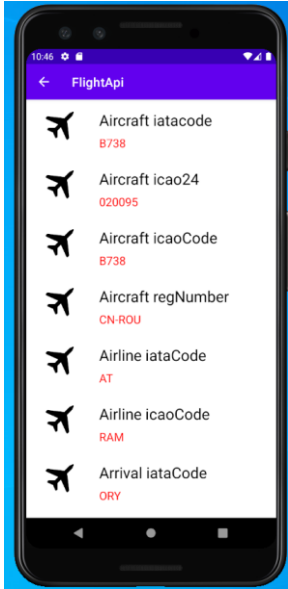 10:46
FlightApi
Aircraft iatacode
B738
Aircraft icao24
020095
Aircraft icaoCode
B738
Aircraft regNumber
CN-ROU
Airline iataCode
AT
Airline icaoCode
RAM
Arrival iataCode
ORY